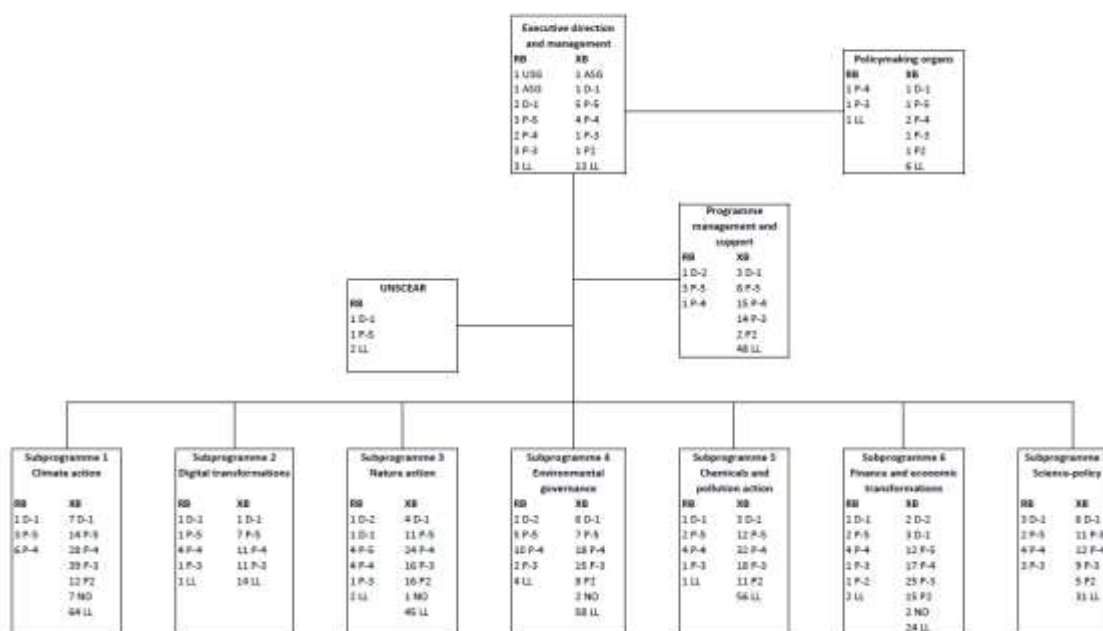 Executive direction
and management
RB XB
1 USG 1 ASG
1 ASG 1 D-1
2 D-1 5 P-5
3 P-5 4 P-4
2 P-4 1 P-3
3 P-3 1 P2
3 LL 13 LL
Policymaking organs
RB XB
1 P-4 1 D-1
1 P-3 1 P-5
1 LL 2 P-4
1 P-3
1 P2
6 LL
Programme
management and
support
RB XB
1 D-2 3 D-1
3 P-5 8 P-5
1 P-4 15 P-4
14 P-3
2 P2
48 LL
UNSCEAR
RB
1 D-1
1 P-5
2 LL
Subprogramme 1
Climate action
RB XB
1 D-1 7 D-1
3 P-5 14 P-5
6 P-4 28 P-4
39 P-3
12 P2
7 NO
64 LL
Subprogramme 2
Digital transformations
RB XB
1 D-1 1 D-1
1 P-5 7 P-5
4 P-4 11 P-4
1 P-3 11 P-3
1 LL 14 LL
Subprogramme 3
Nature action
RB XB
1 D-2 4 D-1
1 D-1 11 P-5
4 P-5 24 P-4
4 P-4 16 P-3
1 P-3 16 P2
2 LL 1 NO
45 LL
Subprogramme 4
Environmental
governance
RB XB
D-2 D-1
5 P-5 7 P-5
10 P-4 18 P-4
2 P-3 15 P-3
4 LL 8 P2
2 NO
LL
Subprogramme 5
Chemicals and
pollution action
RB XB
1 D-1 3 D-1
2 P-5 12 P-5
4 P-4 P-4
1 P-3 18 P-3
1 LL 11 P2
56 LL
Subprogramme 6
Finance and economic
transformations
RB XB
1 D-1 2 D-2
2 P-5 3 D-1
4 P-4 12 P-5
1 P-3 17 P-4
1 P-2 25 P-3
2 LL 15 P2
2 NO
24 LL
Subprogramme
Science-policy
RB XB
3 D-1 D-1
2 P-5 11 P-5
4 P-4 12 P-4
3 P-3 9 P-3
5 P2
31 LL